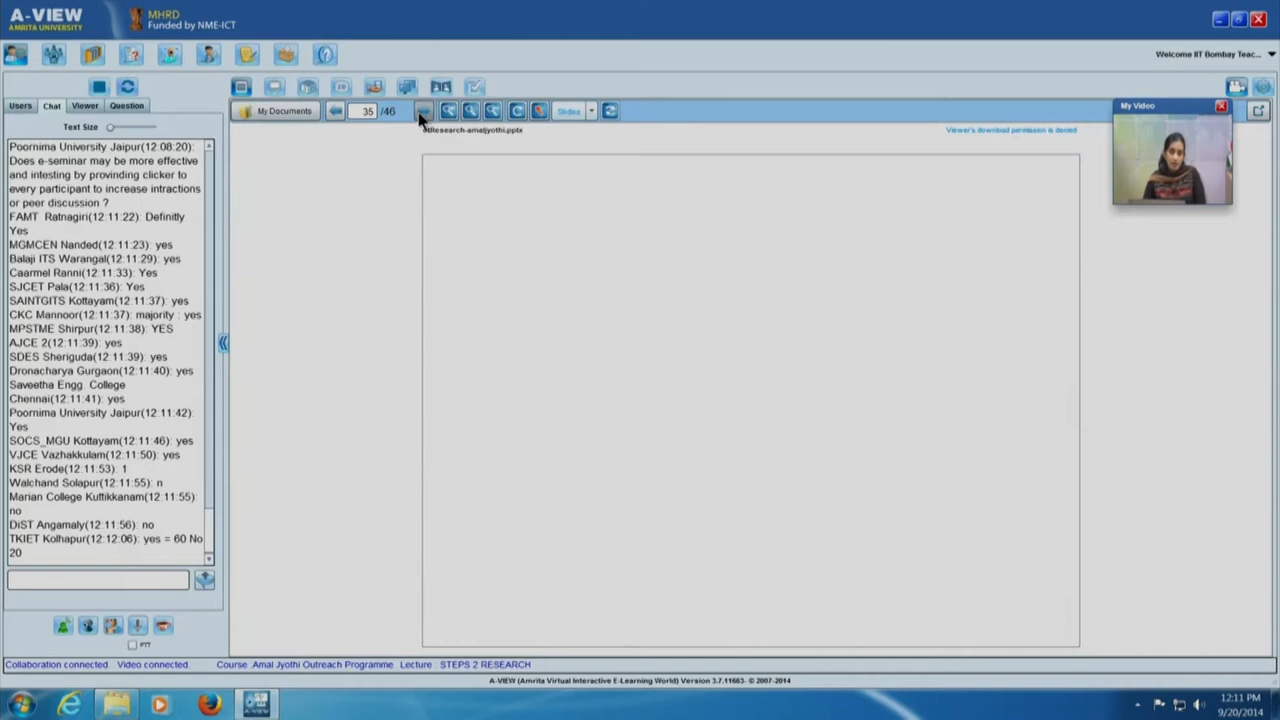 A-VIEW
AMRITA UNIVERSITY
MHRD
Funded by NME-ICT
Welcome IIT Bombay Teac...
Users
Chat
Viewer
Question
Text Size
My Documents
35
/46
Slides
My Video
Research-amaljyothi.pptx
Viewer's download permission is denied
Poornima University Jaipur(12:08:20):
Does e-seminar may be more effective
and intesting by provinding clicker to
every participant to increase intractions
or peer discussion ?
FAMT Ratnagiri(12:11:22): Definitly
Yes
MGMCEN Nanded(12:11:23): yes
Balaji ITS Warangal(12:11:29): yes
Caarmel Ranni(12:11:33): Yes
SJCET Pala(12:11:36): Yes
SAINTGITS Kottayam(12:11:37): yes
CKC Mannoor(12:11:37): majority : yes
MPSTME Shirpur(12:11:38): YES
AJCE 2(12:11:39): yes
SDES Sheriguda(12:11:39): yes
Dronacharya Gurgaon(12:11:40): yes
Saveetha Engg. College
Chennai(12:11:41): yes
Poornima University Jaipur(12:11:42):
Yes
SOCS_MGU Kottayam(12:11:46): yes
VJCE Vazhakkulam(12:11:50): yes
KSR Erode(12:11:53): 1
Walchand Solapur(12:11:55): n
Marian College Kuttikkanam(12:11:55):
no
DiST Angamaly(12:11:56): no
TKIET Kolhapur(12:12:06): yes = 60 No
20
PTT
Collaboration connected
Video connected
Course Amal Jyothi Outreach Programme Lecture STEPS 2 RESEARCH
A-VIEW (Amrita Virtual Interactive E-Learning World) Version 3.7.11663- © 2007-2014
12:11 PM
9/20/2014